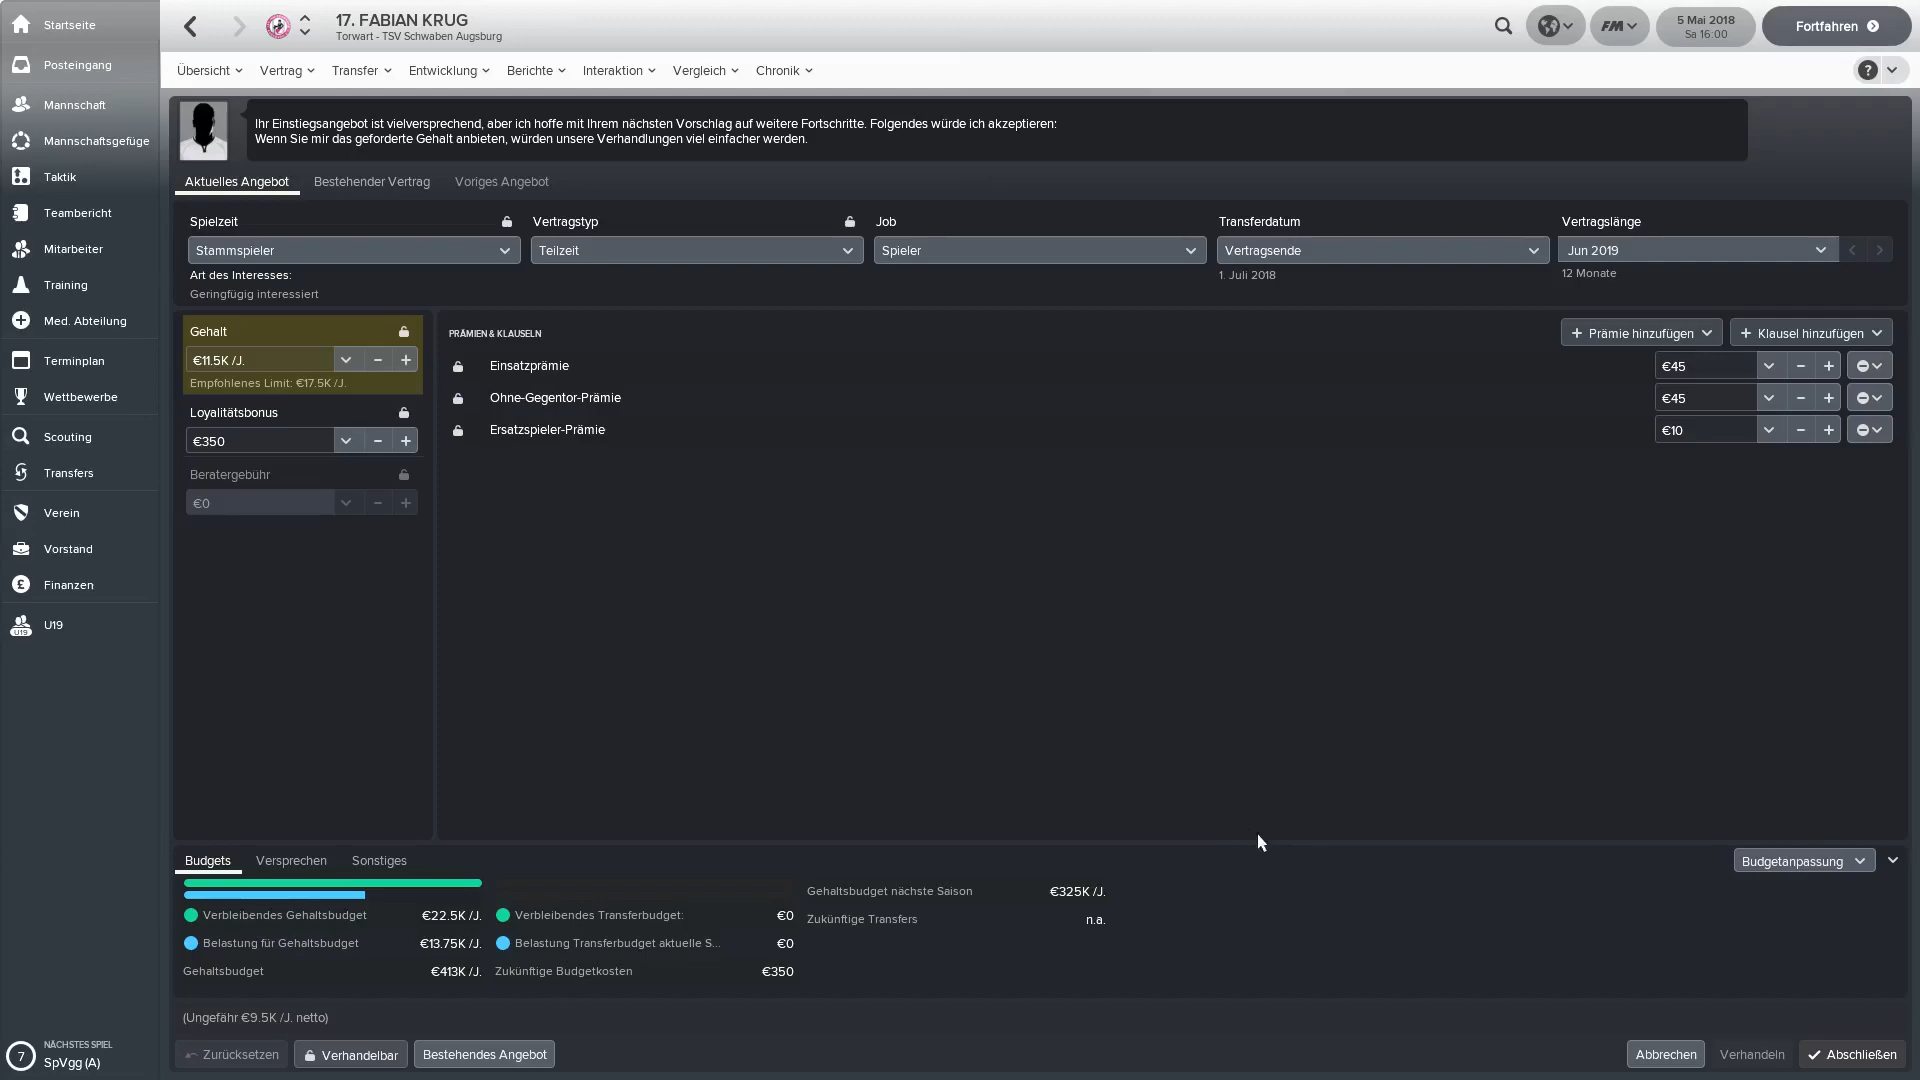 Startseite
Posteingang
Mannschaft
Mannschaftsgefüge
Taktik
Teambericht
Mitarbeiter
Training
Med. Abteilung
Terminplan
Wettbewerbe
Scouting
Transfers
Verein
Vorstand
Finanzen
U19
U19
NÄCHSTES SPIEL
7
SpVgg (A)
17. FABIAN KRUG
Torwart - TSV Schwaben Augsburg
FM
5 Mai 2018
Sa 16:00
Fortfahren
Übersicht Vertrag Transfer Entwicklung Berichte Interaktion Vergleich Chronik
?
Ihr Einstiegsangebot ist vielversprechend, aber ich hoffe mit Ihrem nächsten Vorschlag auf weitere Fortschritte. Folgendes würde ich akzeptieren:
Wenn Sie mir das geforderte Gehalt anbieten, würden unsere Verhandlungen viel einfacher werden.
Aktuelles Angebot Bestehender Vertrag Voriges Angebot
Spielzeit Vertragstyp Job Transferdatum Vertragslänge
Stammspieler Teilzeit Spieler Vertragsende Jun 2019
Art des Interesses: 1. Juli 2018 12 Monate
Geringfügig interessiert
Gehalt
€11.5K /J.
Empfohlenes Limit: €17.5K /J.
Loyalitätsbonus
€350
Beratergebühr
€0
PRÄMIEN & KLAUSELN + Prämie hinzufügen + Klausel hinzufügen
Einsatzprämie €45
Ohne-Gegentor-Prämie €45
Ersatzspieler-Prämie €10
Budgets Versprechen Sonstiges Budgetanpassung
Gehaltsbudget nächste Saison €325K /J.
Verbleibendes Gehaltsbudget €22.5K /J. Verbleibendes Transferbudget: €0 Zukünftige Transfers n.a.
Belastung für Gehaltsbudget €13.75K /J. Belastung Transferbudget aktuelle S... €0
Gehaltsbudget €413K /J. Zukünftige Budgetkosten €350
(Ungefähr €9.5K /J. netto)
Zurücksetzen Verhandelbar Bestehendes Angebot Abbrechen Verhandeln Abschließen